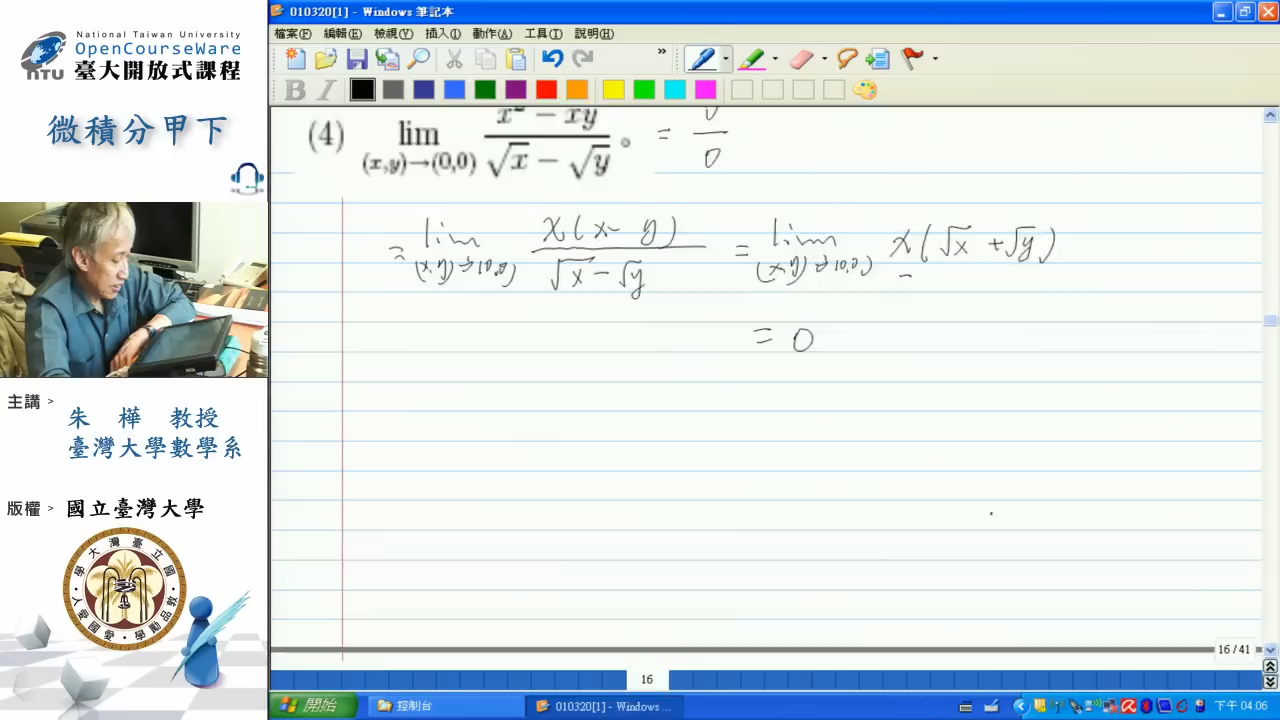 010320[1] - Windows 筆記本
檔案(F) 編輯(E) 檢視(V) 插入(I) 動作(A) 工具(T) 說明(H)
National Taiwan University
OpenCourseWare
NTU 臺大開放式課程
微積分甲下
主講 >
朱 樺 教授
臺灣大學數學系
版權 > 國立臺灣大學
(4) lim (x,y)→(0,0) x² − xy / √x − √y 。 = 0 / 0
= lim (x,y)→(0,0) x(x−y) / √x − √y = lim (x,y)→(0,0) x(√x + √y)
= 0
16 / 41
16
開始 控制台 010320[1] - Windows ... 下午 04:06